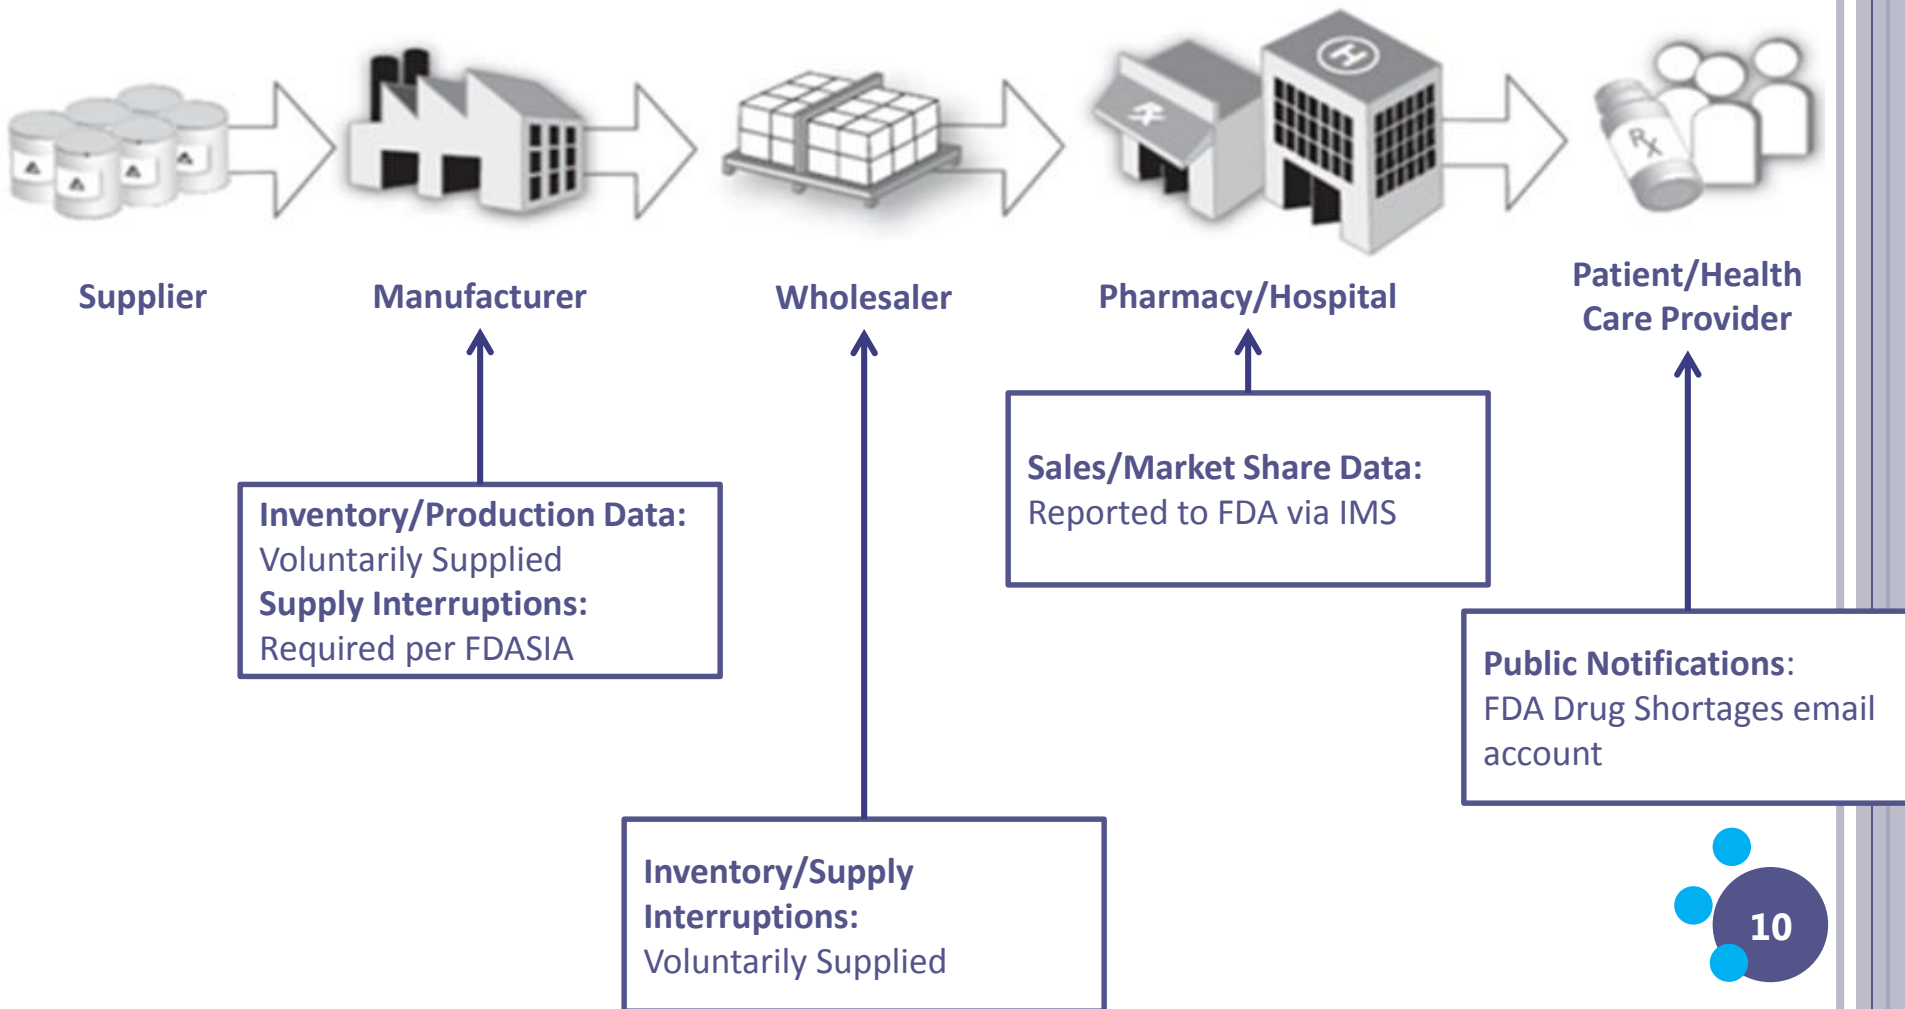 H
Rx
Rx
Supplier
Manufacturer
Wholesaler
Pharmacy/Hospital
Patient/Health
Care Provider
Inventory/Production Data:
Voluntarily Supplied
Supply Interruptions:
Required per FDASIA
Sales/Market Share Data:
Reported to FDA via IMS
Public Notifications:
FDA Drug Shortages email
account
Inventory/Supply
Interruptions:
Voluntarily Supplied
10